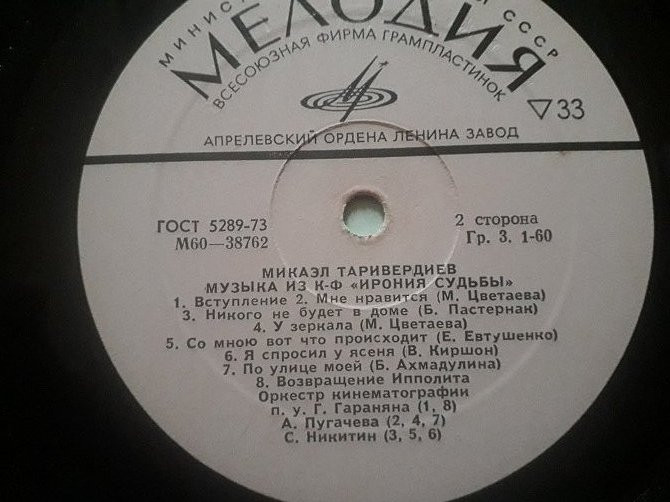 МИНИСТ СССР
МЕЛОДИЯ
ВСЕСОЮЗНАЯ ФИРМА ГРАМПЛАСТИНОК
▽33
АПРЕЛЕВСКИЙ ОРДЕНА ЛЕНИНА ЗАВОД
ГОСТ 5289-73
М60—38762
2 сторона
Гр. 3. 1-60
МИКАЭЛ ТАРИВЕРДИЕВ
МУЗЫКА ИЗ К-Ф «ИРОНИЯ СУДЬБЫ»
1. Вступление 2. Мне нравится (М. Цветаева)
3. Никого не будет в доме (Б. Пастернак)
4. У зеркала (М. Цветаева)
5. Со мною вот что происходит (Е. Евтушенко)
6. Я спросил у ясеня (В. Киршон)
7. По улице моей (Б. Ахмадулина)
8. Возвращение Ипполита
Оркестр кинематографии
п. у. Г. Гараняна (1, 8)
А. Пугачева (2, 4, 7)
С. Никитин (3, 5, 6)